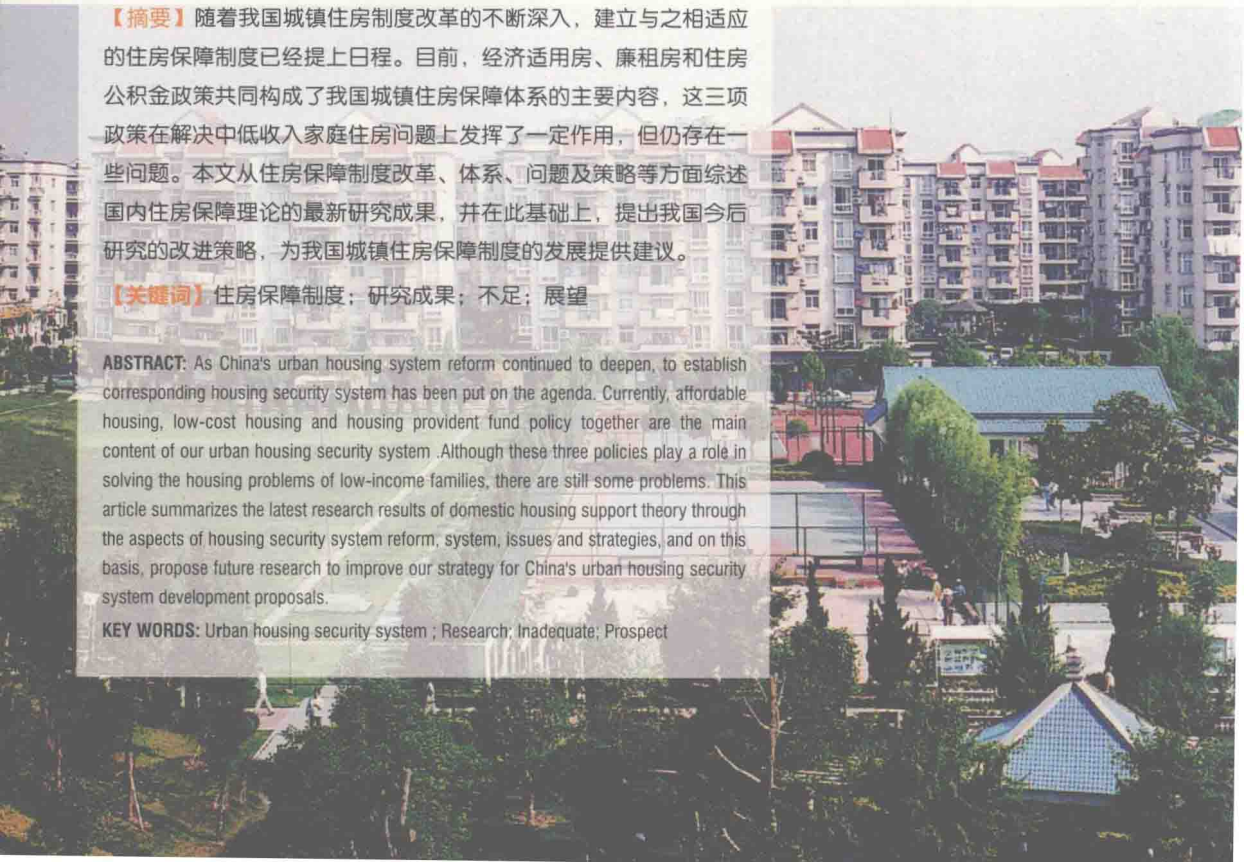 【摘要】随着我国城镇住房制度改革的不断深入，建立与之相适应
的住房保障制度已经提上日程。目前，经济适用房、廉租房和住房
公积金政策共同构成了我国城镇住房保障体系的主要内容，这三项
政策在解决中低收入家庭住房问题上发挥了一定作用，但仍存在一
些问题。本文从住房保障制度改革、体系、问题及策略等方面综述
国内住房保障理论的最新研究成果，并在此基础上，提出我国今后
研究的改进策略，为我国城镇住房保障制度的发展提供建议。
【关键词】住房保障制度；研究成果；不足；展望
ABSTRACT: As China's urban housing system reform continued to deepen, to establish
corresponding housing security system has been put on the agenda. Currently, affordable
housing, low-cost housing and housing provident fund policy together are the main
content of our urban housing security system .Although these three policies play a role in
solving the housing problems of low-income families, there are still some problems. This
article summarizes the latest research results of domestic housing support theory through
the aspects of housing security system reform, system, issues and strategies, and on this
basis, propose future research to improve our strategy for China's urban housing security
system development proposals.
KEY WORDS: Urban housing security system ; Research; Inadequate; Prospect